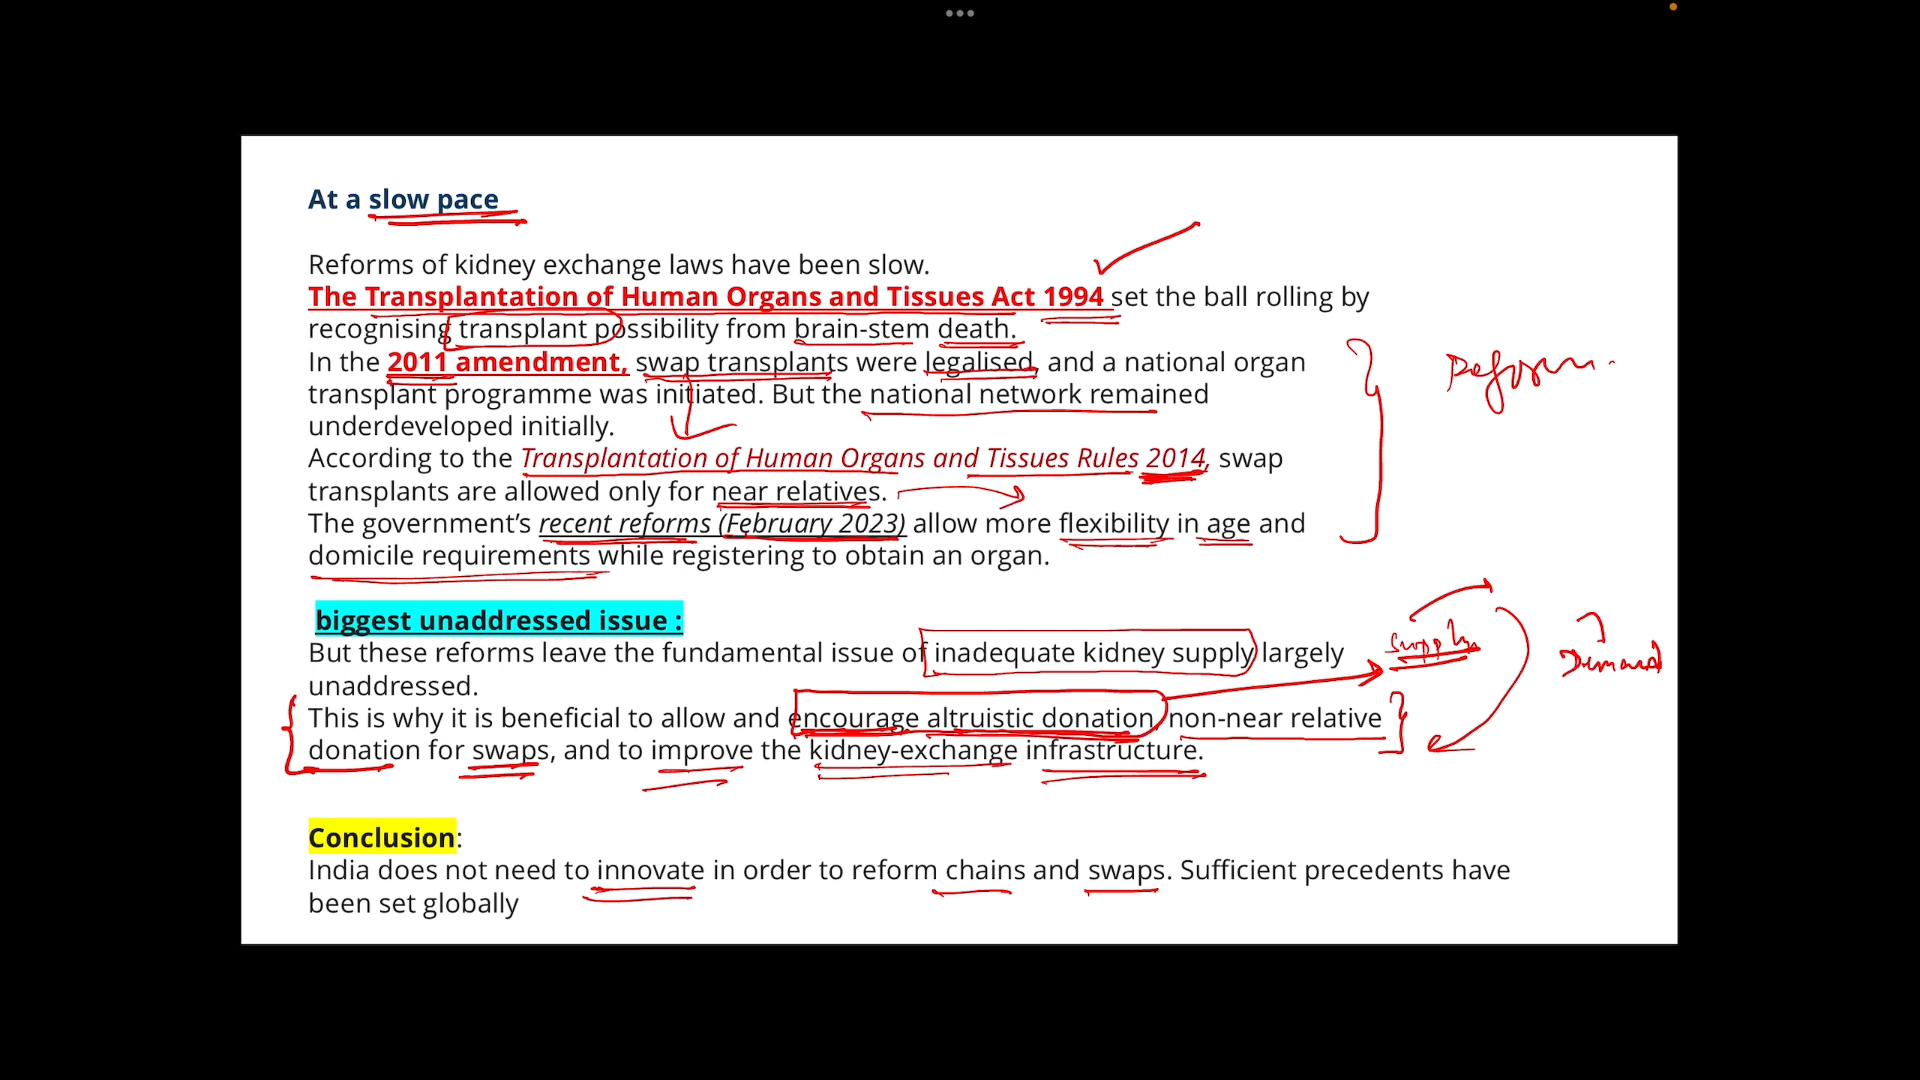 At a slow pace
Reforms of kidney exchange laws have been slow.
The Transplantation of Human Organs and Tissues Act 1994 set the ball rolling by
recognising transplant possibility from brain-stem death.
In the 2011 amendment, swap transplants were legalised, and a national organ
transplant programme was initiated. But the national network remained
underdeveloped initially.
According to the Transplantation of Human Organs and Tissues Rules 2014, swap
transplants are allowed only for near relatives.
The government’s recent reforms (February 2023) allow more flexibility in age and
domicile requirements while registering to obtain an organ.
Reform.
biggest unaddressed issue :
But these reforms leave the fundamental issue of inadequate kidney supply largely
unaddressed.
This is why it is beneficial to allow and encourage altruistic donation, non-near relative
donation for swaps, and to improve the kidney-exchange infrastructure.
supply
Demand
Conclusion:
India does not need to innovate in order to reform chains and swaps. Sufficient precedents have
been set globally